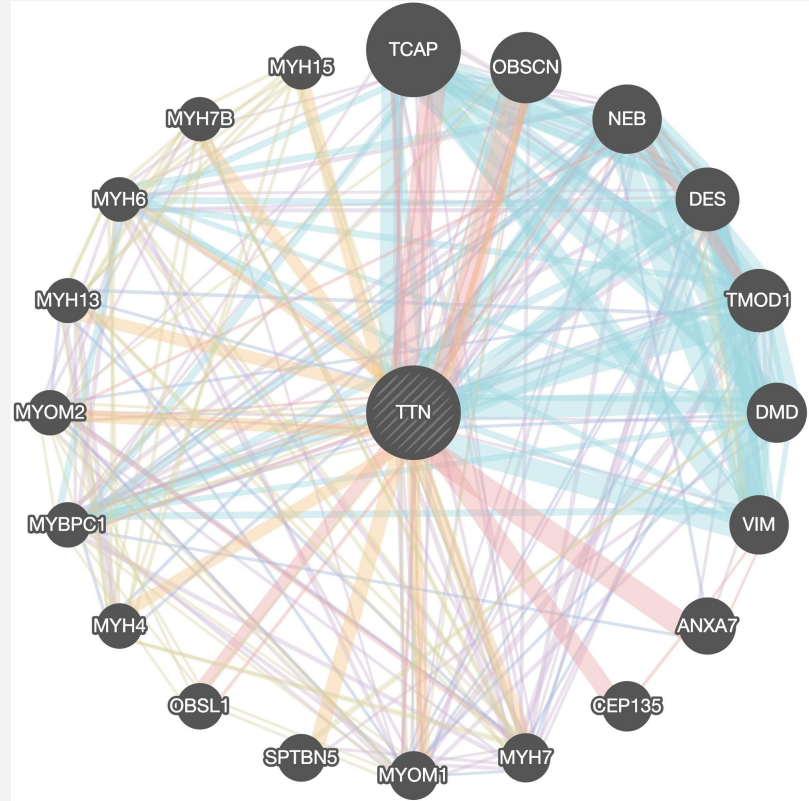 TCAP
OBSCN
MYH15
NEB
MYH7B
DES
MYH6
TMOD1
MYH13
TTN
DMD
MYOM2
VIM
MYBPC1
ANXA7
MYH4
CEP135
OBSL1
MYH7
SPTBN5
MYOM1